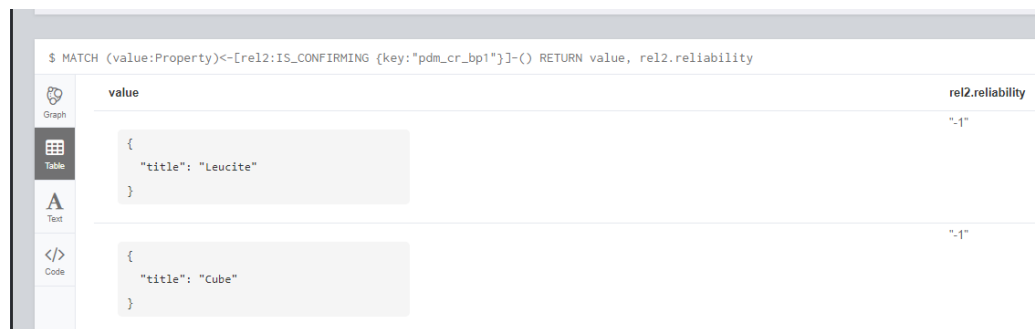 $ MATCH (value:Property)<-[rel2:IS_CONFIRMING {key:"pdm_cr_bp1"}]-() RETURN value, rel2.reliability
value rel2.reliability
Graph
"-1"
{
"title": "Leucite"
}
Table
A
Text
"-1"
</>
Code
{
"title": "Cube"
}